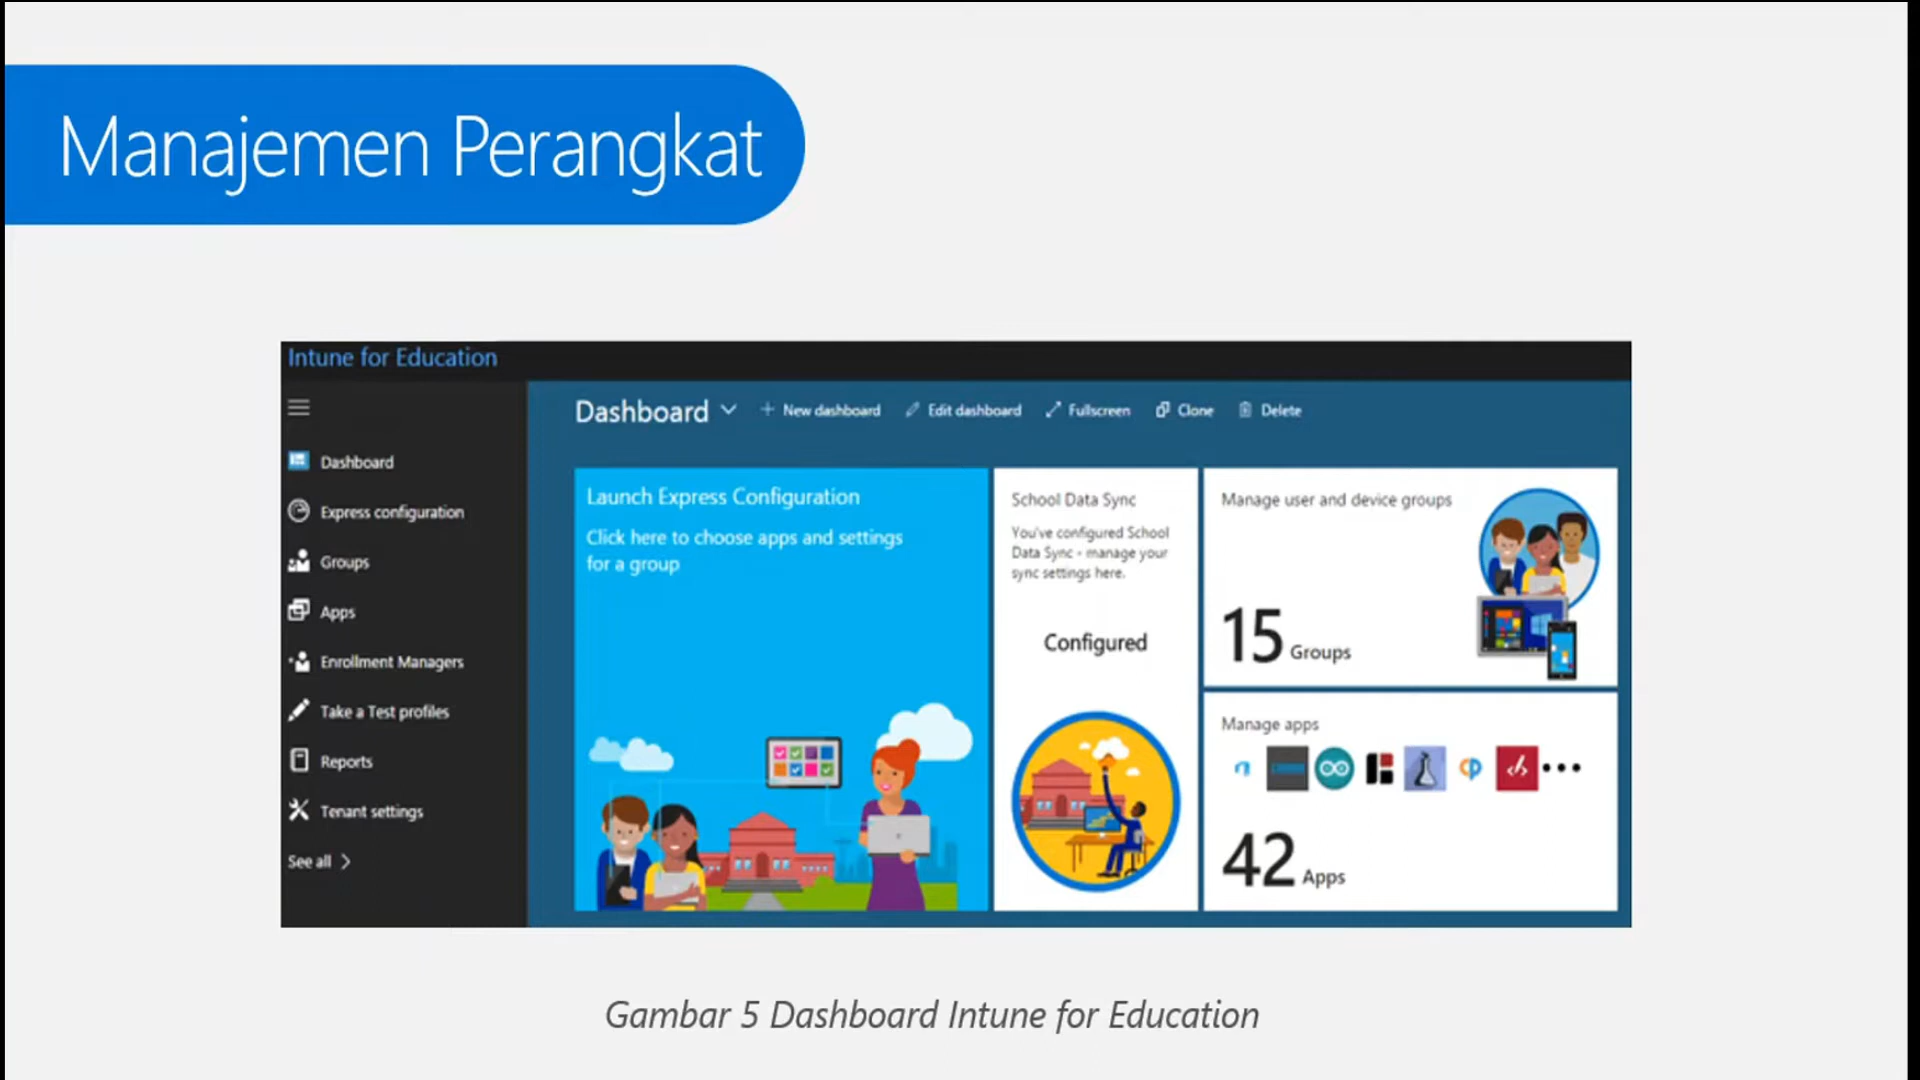 Manajemen Perangkat
Intune for Education
Dashboard
New dashboard
Edit dashboard
Fullscreen
Clone
Delete
Dashboard
Express configuration
Groups
Apps
Enrollment Managers
Take a Test profiles
Reports
Tenant settings
See all
Launch Express Configuration
Click here to choose apps and settings
for a group
School Data Sync
You've configured School
Data Sync - manage your
sync settings here.
Configured
Manage user and device groups
15 Groups
Manage apps
42 Apps
Gambar 5 Dashboard Intune for Education